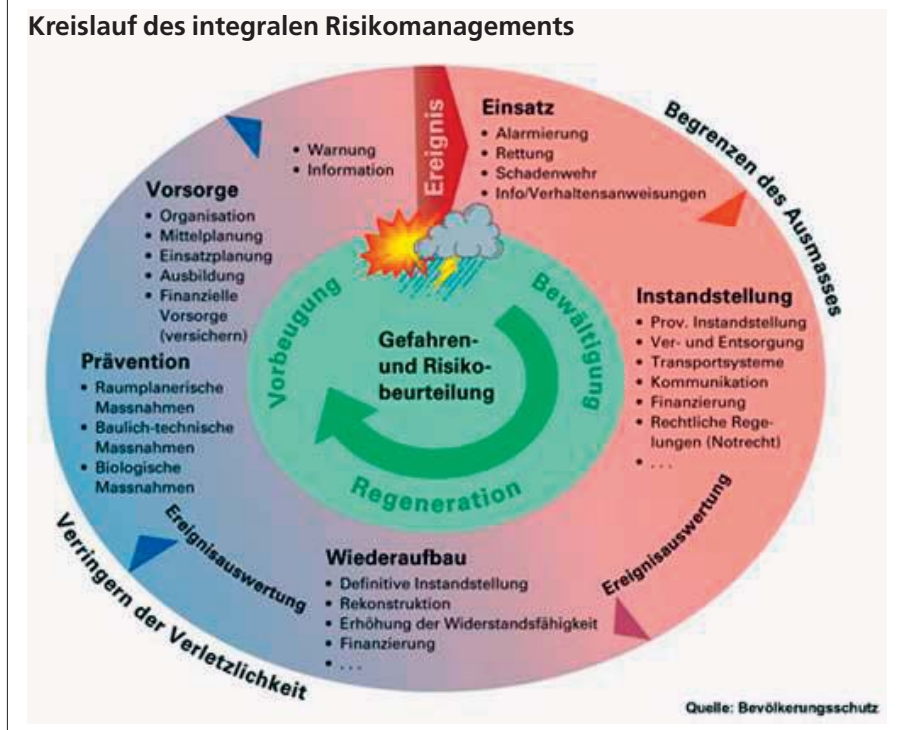 Kreislauf des integralen Risikomanagements
Ereignis
Einsatz
• Alarmierung
• Rettung
• Schadenwehr
• Info/Verhaltensanweisungen
Begrenzen des Ausmasses
Instandstellung
• Prov. Instandstellung
• Ver- und Entsorgung
• Transportsysteme
• Kommunikation
• Finanzierung
• Rechtliche Rege-
lungen (Notrecht)
• . . .
Ereignisauswertung
Wiederaufbau
• Definitive Instandstellung
• Rekonstruktion
• Erhöhung der Widerstandsfähigkeit
• Finanzierung
• . . .
Ereignisauswertung
Verringern der Verletzlichkeit
Prävention
• Raumplanerische
Massnahmen
• Baulich-technische
Massnahmen
• Biologische
Massnahmen
Vorsorge
• Organisation
• Mittelplanung
• Einsatzplanung
• Ausbildung
• Finanzielle
Vorsorge
(versichern)
• Warnung
• Information
Bewältigung
Regeneration
Vorbeugung
Gefahren-
und Risiko-
beurteilung
Quelle: Bevölkerungsschutz